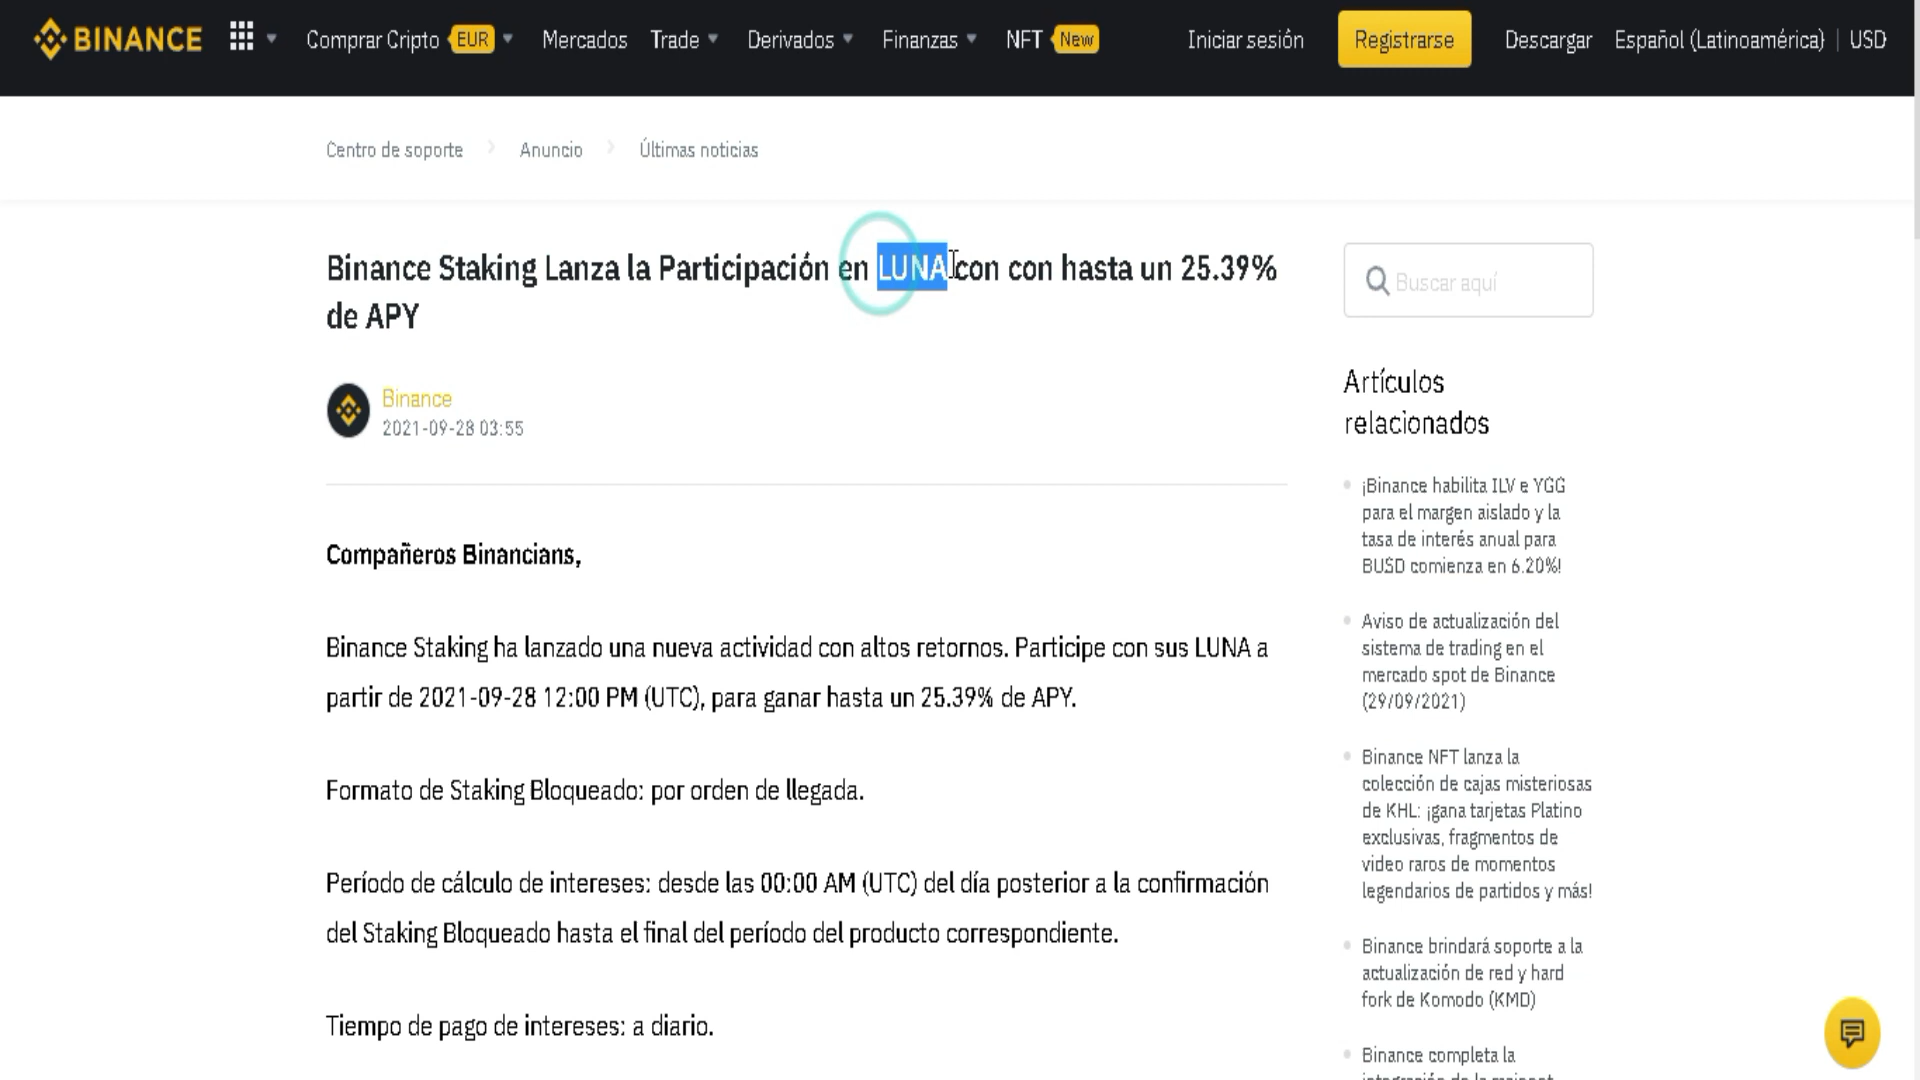 BINANCE Comprar Cripto EUR Mercados Trade Derivados Finanzas NFT New Iniciar sesión Registrarse Descargar Español (Latinoamérica) | USD
Centro de soporte Anuncio Últimas noticias
Binance Staking Lanza la Participación en LUNA con con hasta un 25.39%
de APY
Binance
2021-09-28 03:55
Compañeros Binancians,
Binance Staking ha lanzado una nueva actividad con altos retornos. Participe con sus LUNA a
partir de 2021-09-28 12:00 PM (UTC), para ganar hasta un 25.39% de APY.
Formato de Staking Bloqueado: por orden de llegada.
Período de cálculo de intereses: desde las 00:00 AM (UTC) del día posterior a la confirmación
del Staking Bloqueado hasta el final del período del producto correspondiente.
Tiempo de pago de intereses: a diario.
Buscar aquí
Artículos
relacionados
¡Binance habilita ILV e YGG
para el margen aislado y la
tasa de interés anual para
BUSD comienza en 6.20%!
Aviso de actualización del
sistema de trading en el
mercado spot de Binance
(29/09/2021)
Binance NFT lanza la
colección de cajas misteriosas
de KHL: ¡gana tarjetas Platino
exclusivas, fragmentos de
video raros de momentos
legendarios de partidos y más!
Binance brindará soporte a la
actualización de red y hard
fork de Komodo (KMD)
Binance completa la